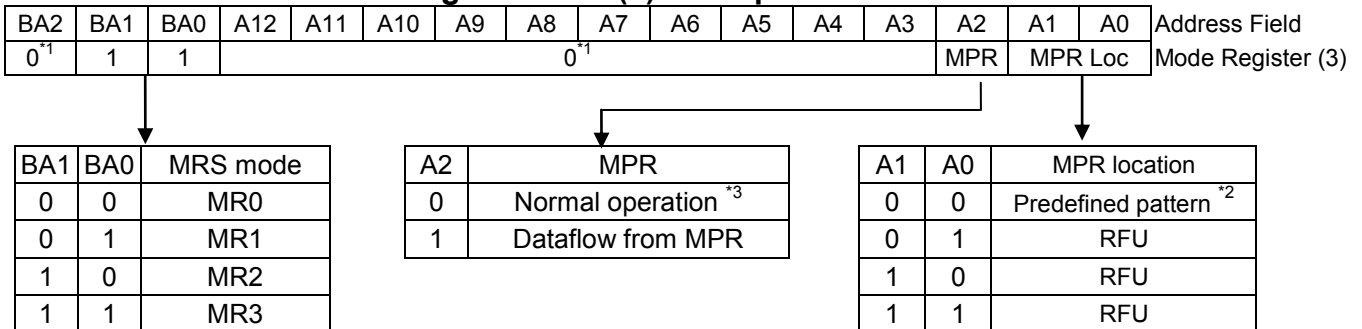 BA2 BA1 BA0 A12 A11 A10 A9 A8 A7 A6 A5 A4 A3 A2 A1 A0 Address Field
0*1 1 1 0*1 MPR MPR Loc Mode Register (3)
BA1 BA0 MRS mode
0 0 MR0
0 1 MR1
1 0 MR2
1 1 MR3
A2 MPR
0 Normal operation *3
1 Dataflow from MPR
A1 A0 MPR location
0 0 Predefined pattern *2
0 1 RFU
1 0 RFU
1 1 RFU